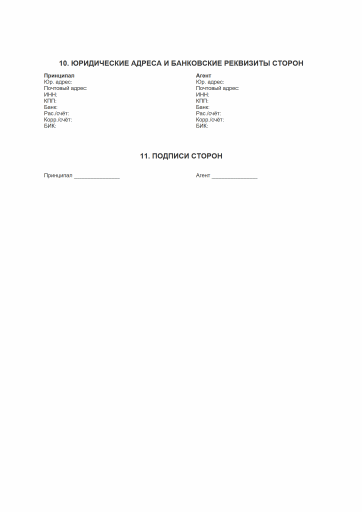 10. ЮРИДИЧЕСКИЕ АДРЕСА И БАНКОВСКИЕ РЕКВИЗИТЫ СТОРОН
Принципал Агент
Юр. адрес: Юр. адрес:
Почтовый адрес: Почтовый адрес:
ИНН: ИНН:
КПП: КПП:
Банк: Банк:
Рас./счёт: Рас./счёт:
Корр./счёт: Корр./счёт:
БИК: БИК:
11. ПОДПИСИ СТОРОН
Принципал _______________ Агент _______________